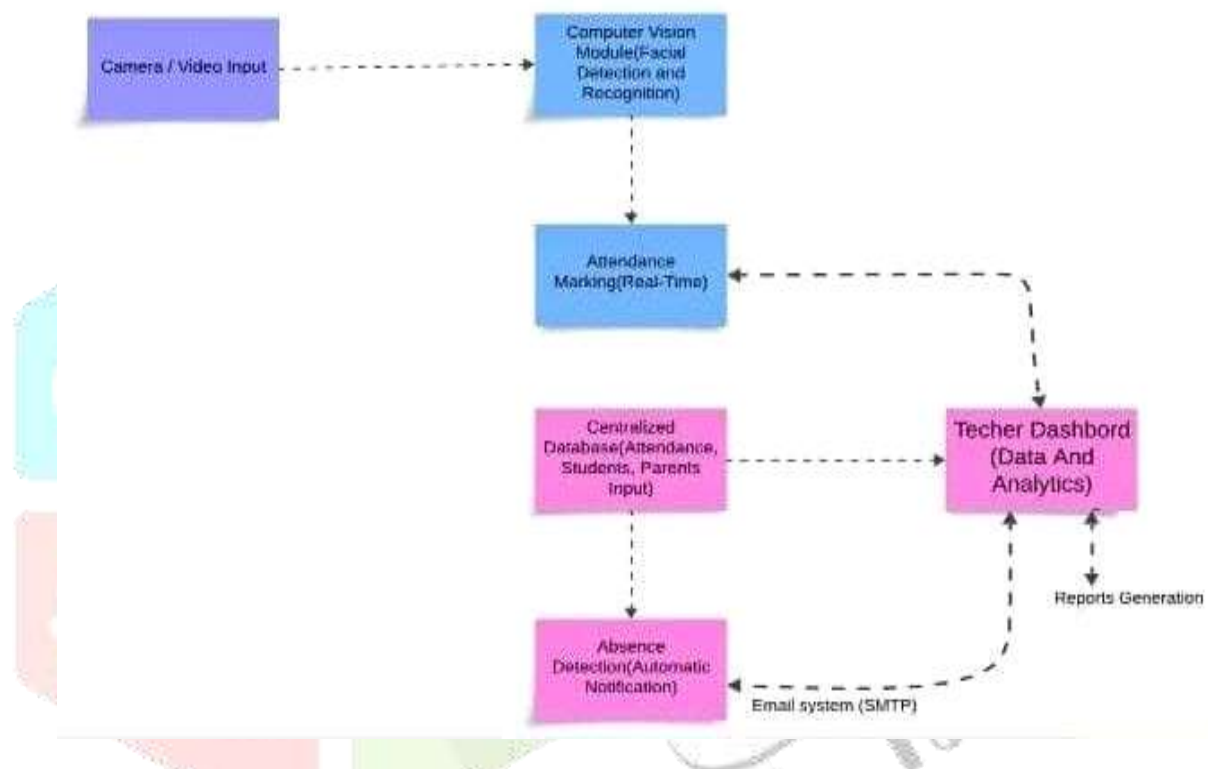 Camera / Video Input
Computer Vision
Module(Facial
Detection and
Recognition)
Attendance
Marking(Real-Time)
Centralized
Database(Attendance,
Students, Parents
Input)
Techer Dashbord
(Data And
Analytics)
Reports Generation
Absence
Detection(Automatic
Notification)
Email system (SMTP)